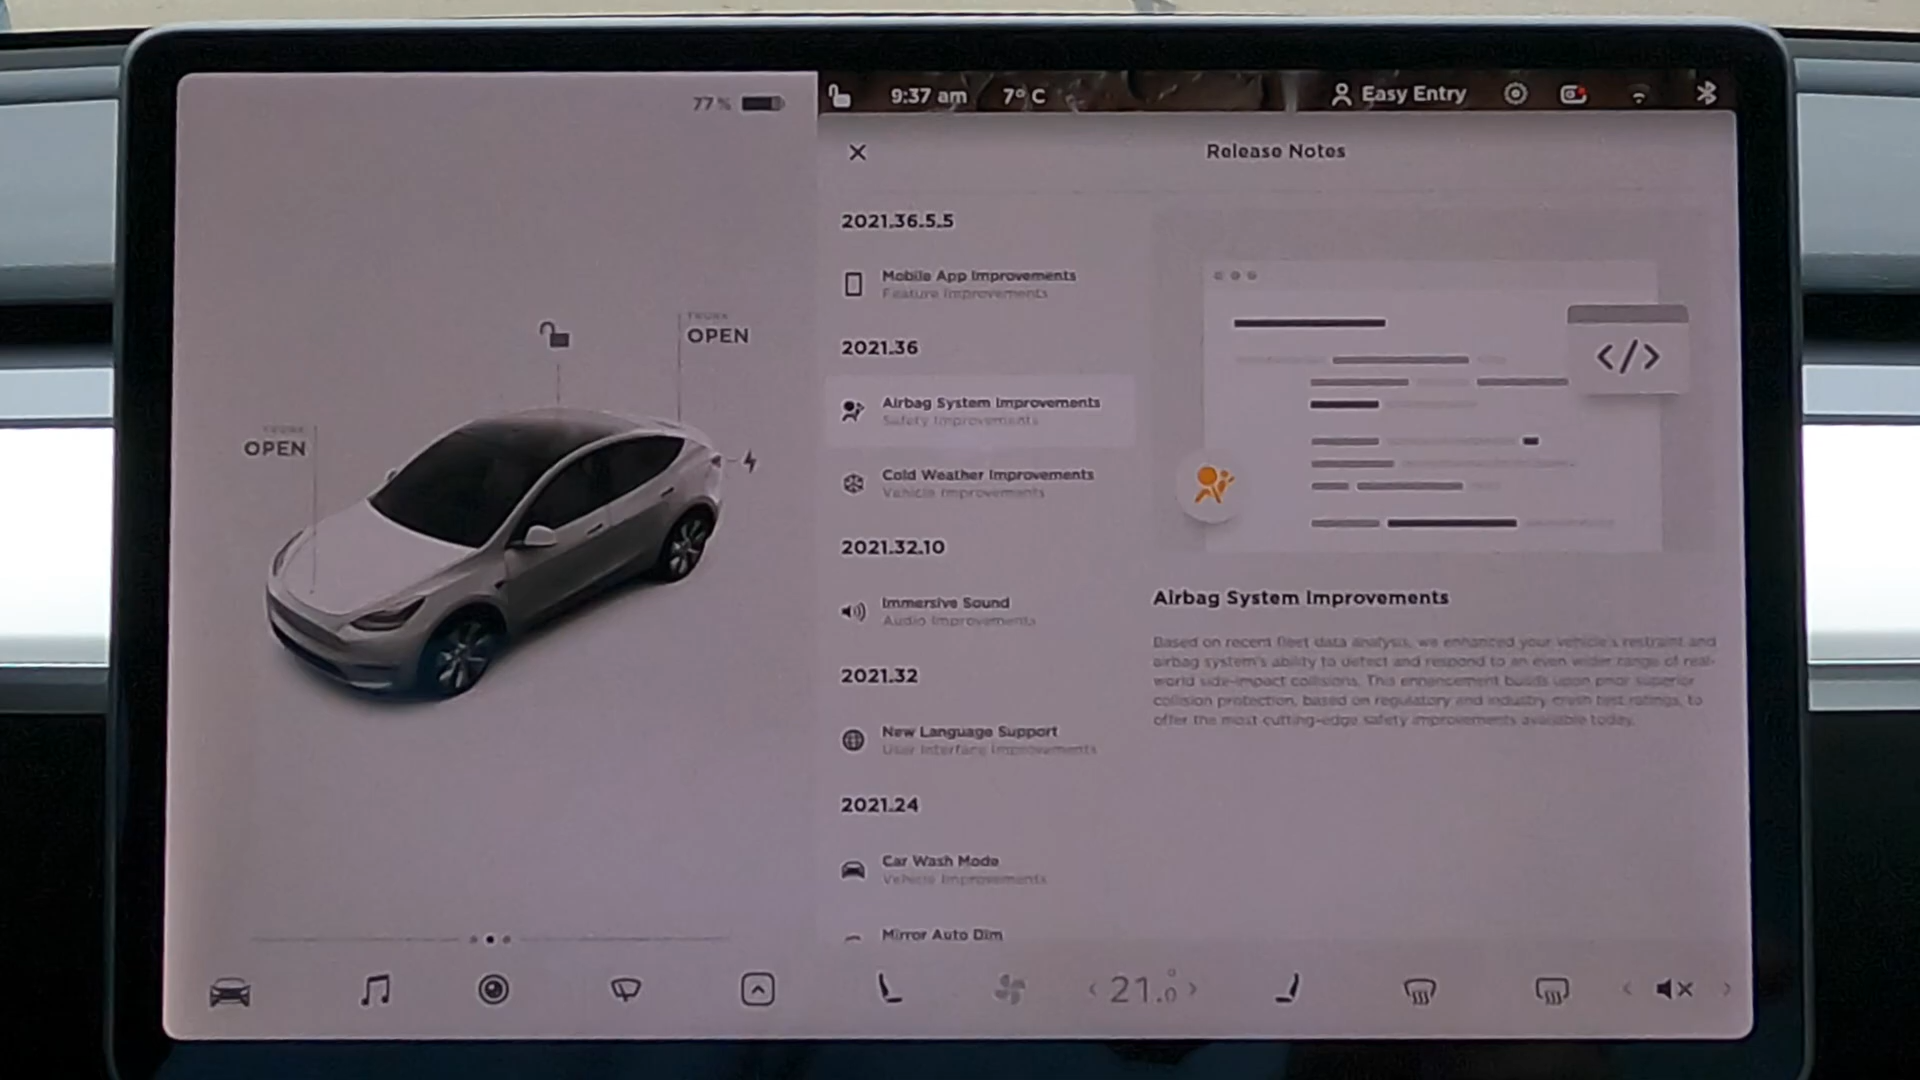 77 %
9:37 am
7° C
Easy Entry
Release Notes
TRUNK
OPEN
FRUNK
OPEN
2021.36.5.5
Mobile App Improvements
Feature Improvements
2021.36
Airbag System Improvements
Safety Improvements
Cold Weather Improvements
Vehicle Improvements
2021.32.10
Immersive Sound
Audio Improvements
2021.32
New Language Support
User Interface Improvements
2021.24
Car Wash Mode
Vehicle Improvements
Mirror Auto Dim
</>
Airbag System Improvements
Based on recent fleet data analysis, we enhanced your vehicle's restraint and
airbag system's ability to detect and respond to an even wider range of real-
world side-impact collisions. This enhancement builds upon prior superior
collision protection, based on regulatory and industry crash test ratings, to
offer the most cutting-edge safety improvements available today.
21.0°